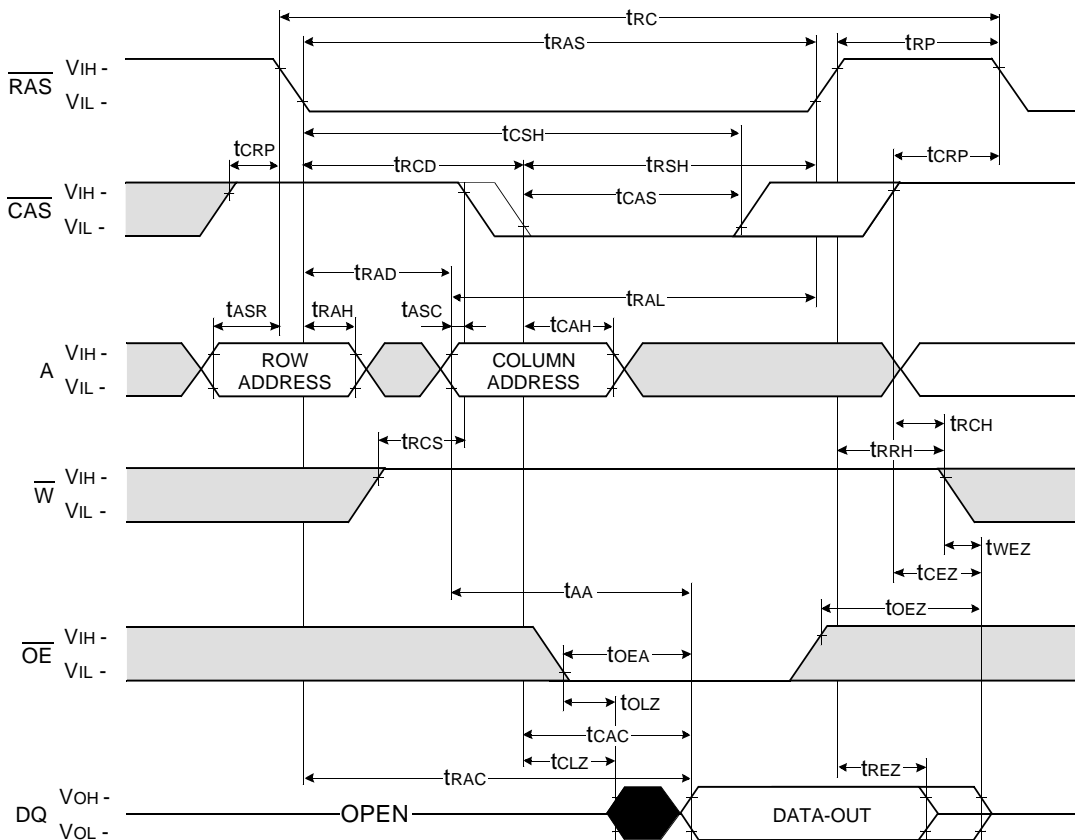 tRC
tRAS
tRP
RAS
VIH -
VIL -
tCSH
tCRP
tRCD
tRSH
tCRP
CAS
VIH -
VIL -
tCAS
tRAD
tRAL
tASR
tRAH
tASC
tCAH
A
VIH -
VIL -
ROW
ADDRESS
COLUMN
ADDRESS
tRCS
tRCH
tRRH
W
VIH -
VIL -
tWEZ
tCEZ
tAA
tOEZ
OE
VIH -
VIL -
tOEA
tOLZ
tCAC
tCLZ
tRAC
tREZ
DQ
VOH -
VOL -
OPEN
DATA-OUT